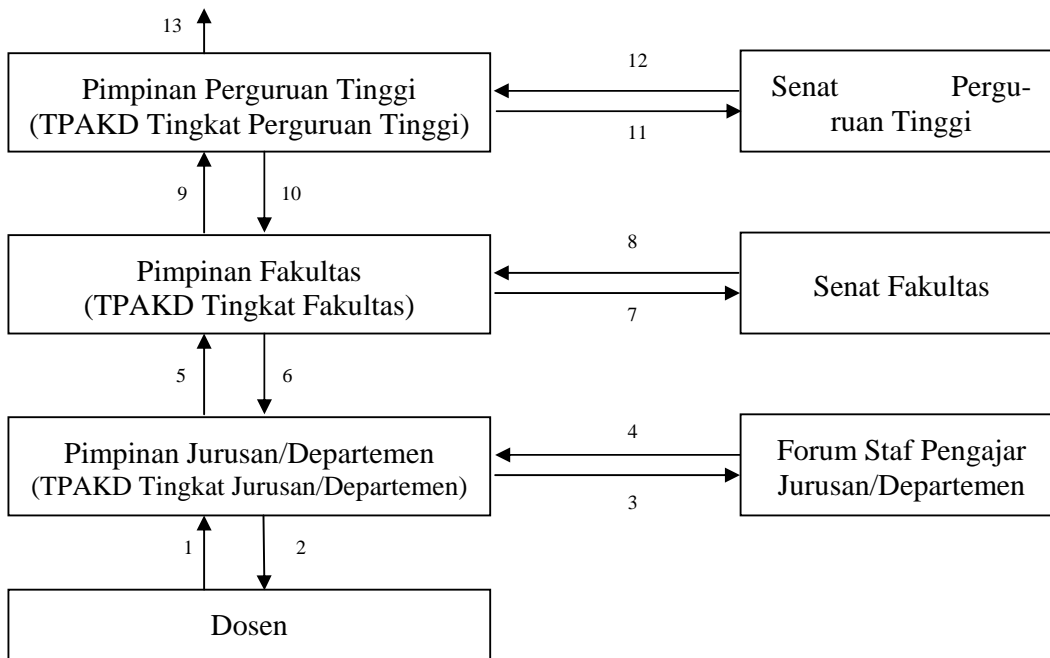 13
Pimpinan Perguruan Tinggi
(TPAKD Tingkat Perguruan Tinggi)
12
11
Senat Pergu-
ruan Tinggi
9
10
Pimpinan Fakultas
(TPAKD Tingkat Fakultas)
8
7
Senat Fakultas
5
6
Pimpinan Jurusan/Departemen
(TPAKD Tingkat Jurusan/Departemen)
4
3
Forum Staf Pengajar
Jurusan/Departemen
1
2
Dosen